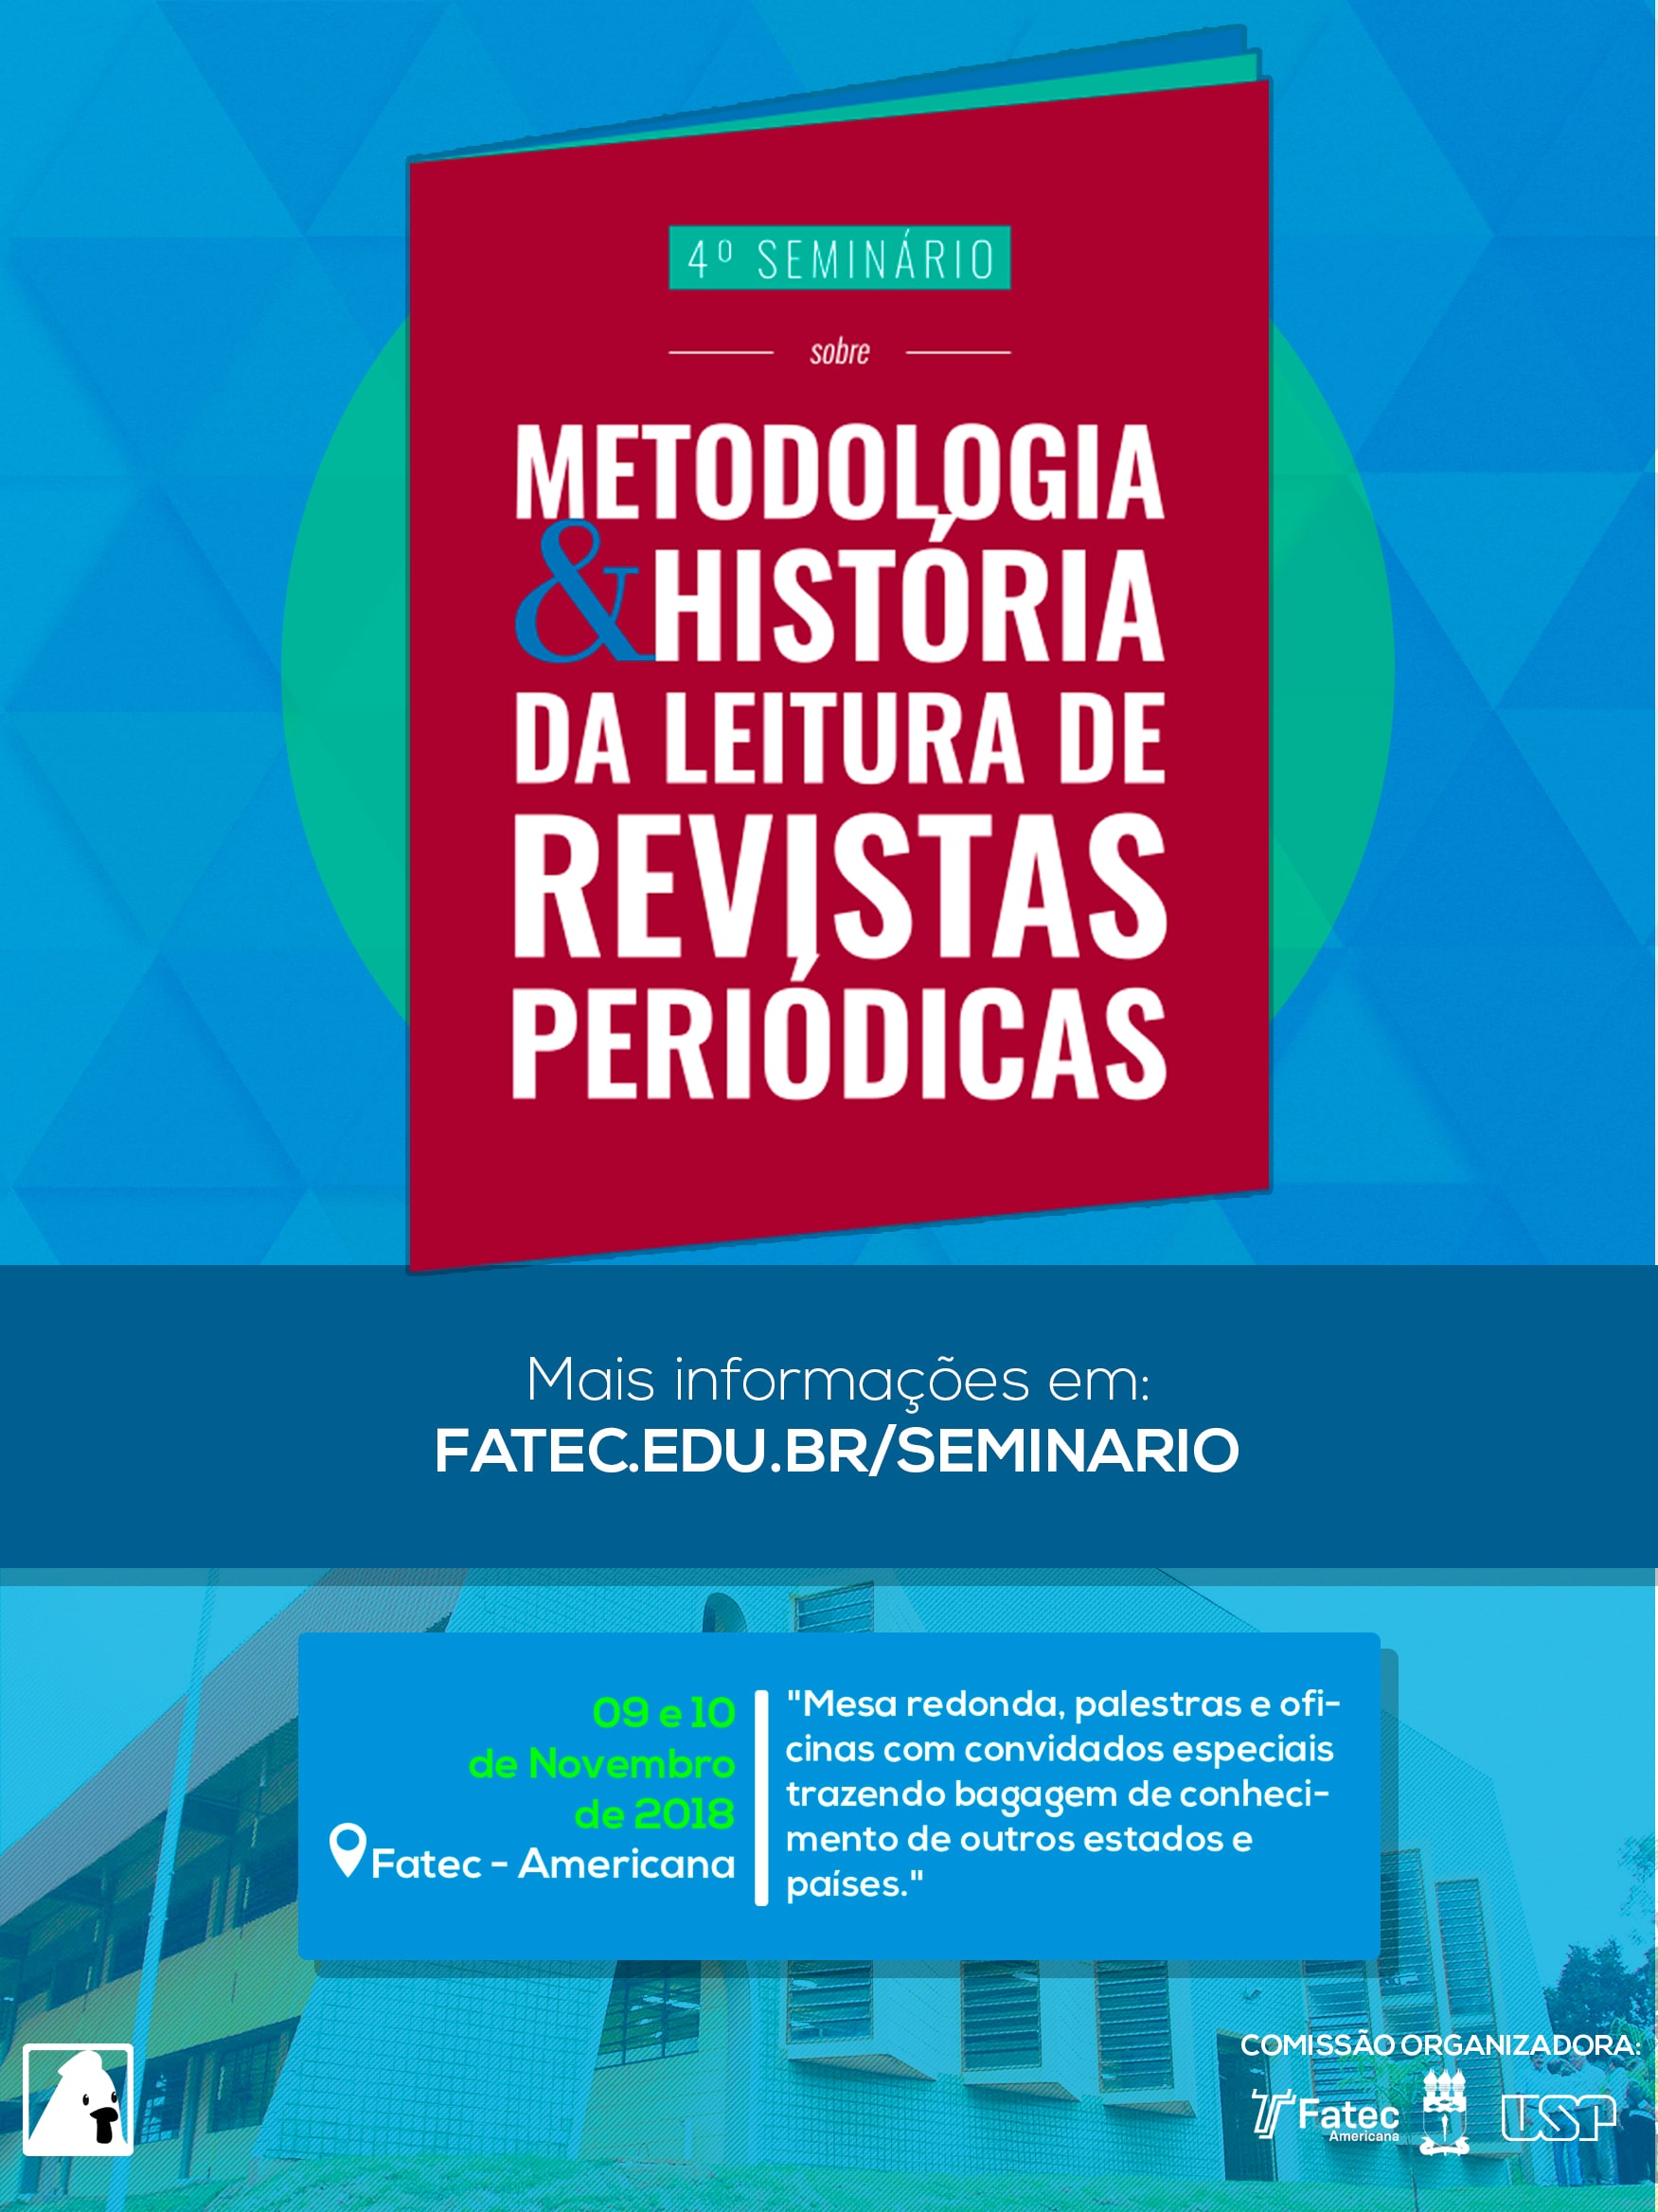 4º SEMINÁRIO
sobre
METODOLOGIA
& HISTÓRIA
DA LEITURA DE
REVISTAS
PERIÓDICAS
Mais informações em:
FATEC.EDU.BR/SEMINARIO
09 e 10
de Novembro
de 2018
Fatec - Americana
"Mesa redonda, palestras e ofi-
cinas com convidados especiais
trazendo bagagem de conheci-
mento de outros estados e
países."
COMISSÃO ORGANIZADORA:
Fatec
Americana
USP